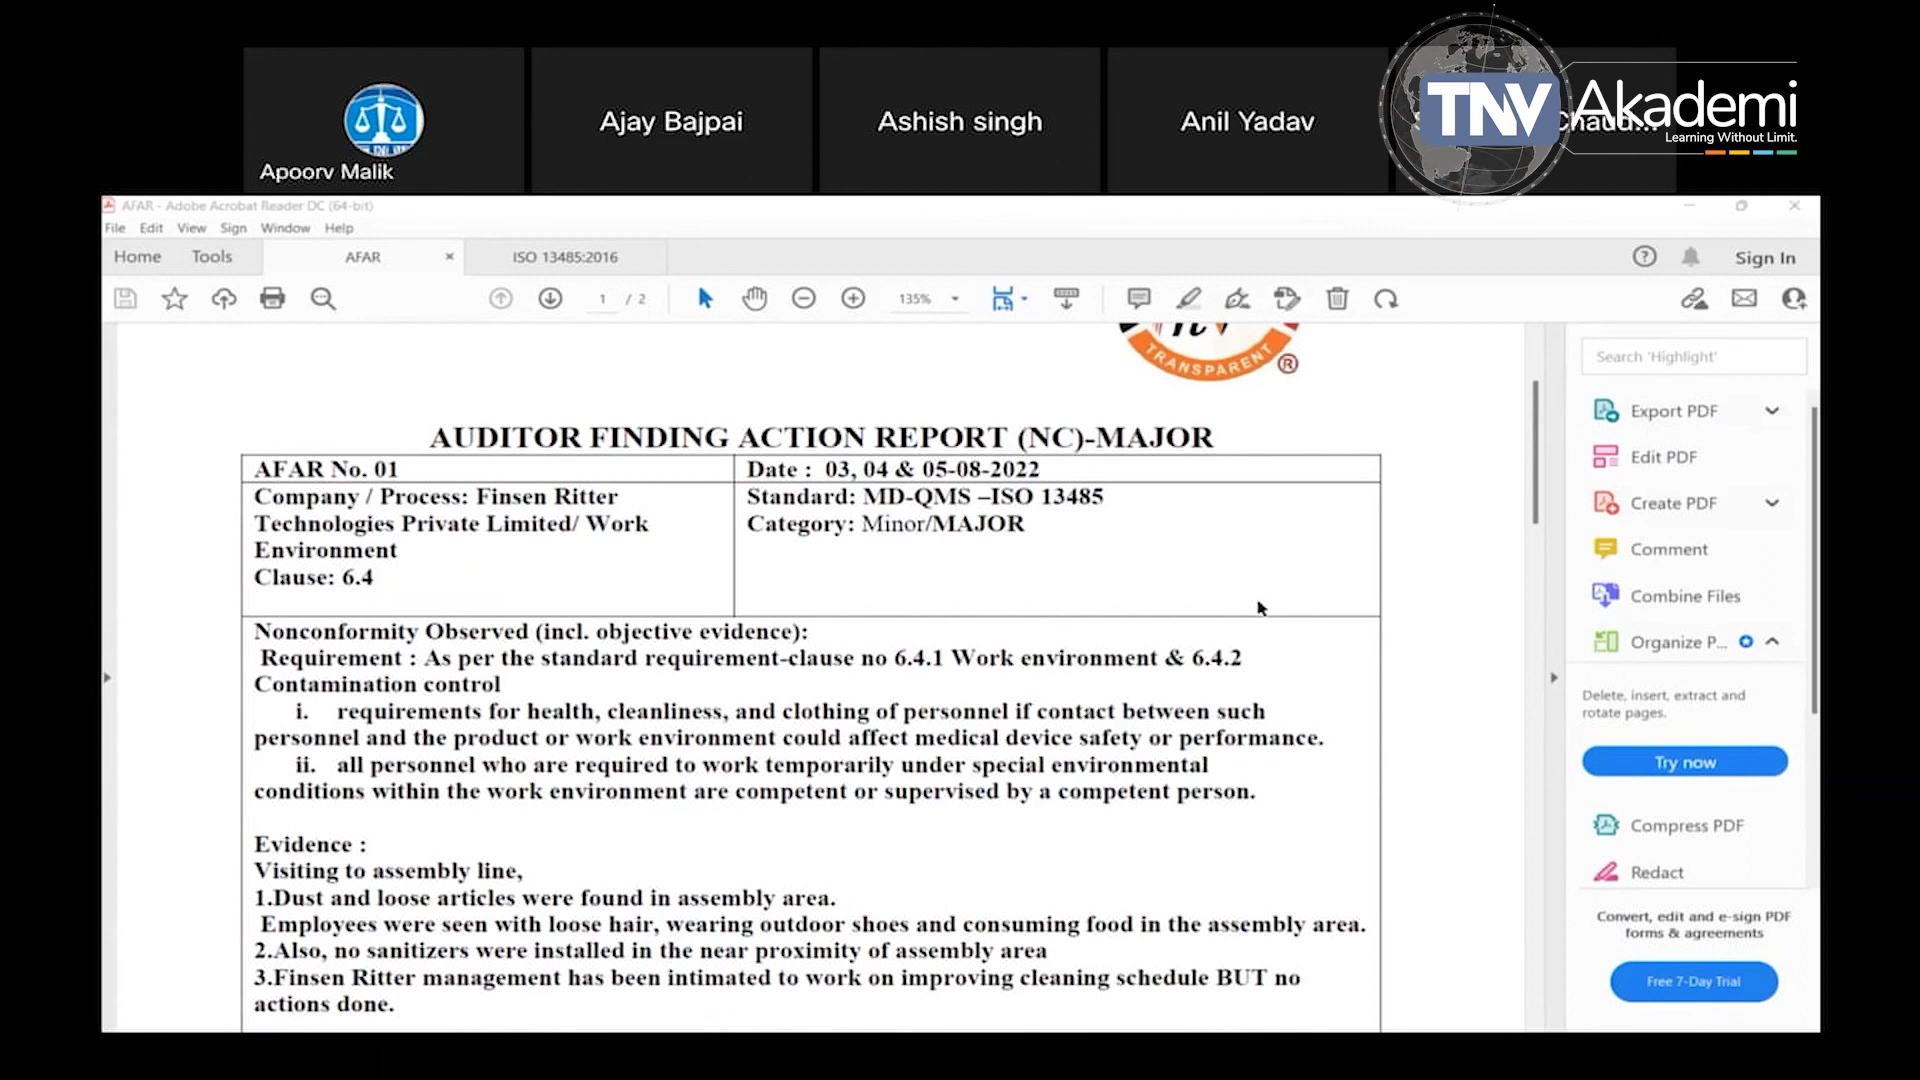 Apoorv Malik
Ajay Bajpai
Ashish singh
Anil Yadav
TNV Akademi
Learning Without Limit.
AFAR - Adobe Acrobat Reader DC (64-bit)
File Edit View Sign Window Help
Home Tools AFAR ISO 13485:2016 Sign In
1 / 2 135%
TRANSPARENT ®
AUDITOR FINDING ACTION REPORT (NC)-MAJOR
AFAR No. 01
Date : 03, 04 & 05-08-2022
Company / Process: Finsen Ritter
Technologies Private Limited/ Work
Environment
Clause: 6.4
Standard: MD-QMS –ISO 13485
Category: Minor/MAJOR
Nonconformity Observed (incl. objective evidence):
Requirement : As per the standard requirement-clause no 6.4.1 Work environment & 6.4.2
Contamination control
i. requirements for health, cleanliness, and clothing of personnel if contact between such
personnel and the product or work environment could affect medical device safety or performance.
ii. all personnel who are required to work temporarily under special environmental
conditions within the work environment are competent or supervised by a competent person.
Evidence :
Visiting to assembly line,
1.Dust and loose articles were found in assembly area.
Employees were seen with loose hair, wearing outdoor shoes and consuming food in the assembly area.
2.Also, no sanitizers were installed in the near proximity of assembly area
3.Finsen Ritter management has been intimated to work on improving cleaning schedule BUT no
actions done.
Search 'Highlight'
Export PDF
Edit PDF
Create PDF
Comment
Combine Files
Organize P...
Delete, insert, extract and
rotate pages.
Try now
Compress PDF
Redact
Convert, edit and e-sign PDF
forms & agreements
Free 7-Day Trial